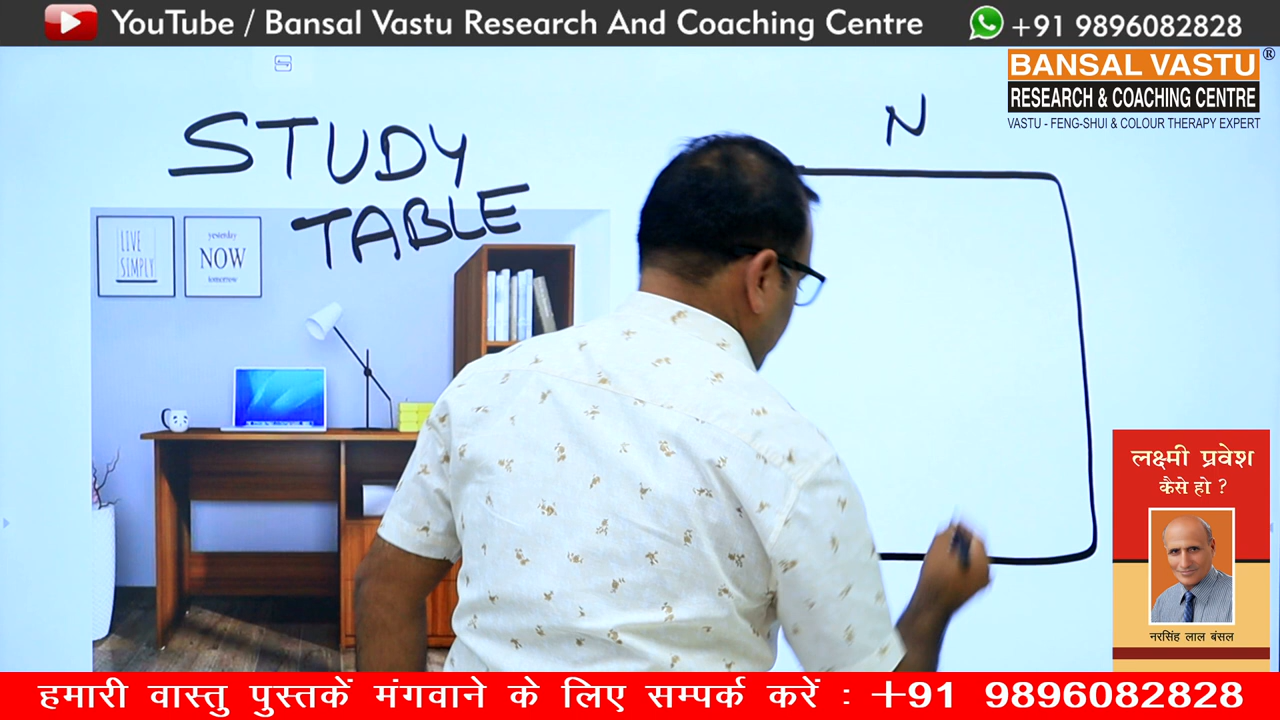 YouTube / Bansal Vastu Research And Coaching Centre
+91 9896082828
BANSAL VASTU ®
RESEARCH & COACHING CENTRE
VASTU - FENG-SHUI & COLOUR THERAPY EXPERT
N
STUDY
TABLE
LIVE
SIMPLY
yesterday
NOW
tomorrow
लक्ष्मी प्रवेश
कैसे हो ?
नरसिंह लाल बंसल
हमारी वास्तु पुस्तकें मंगवाने के लिए सम्पर्क करें : +91 9896082828